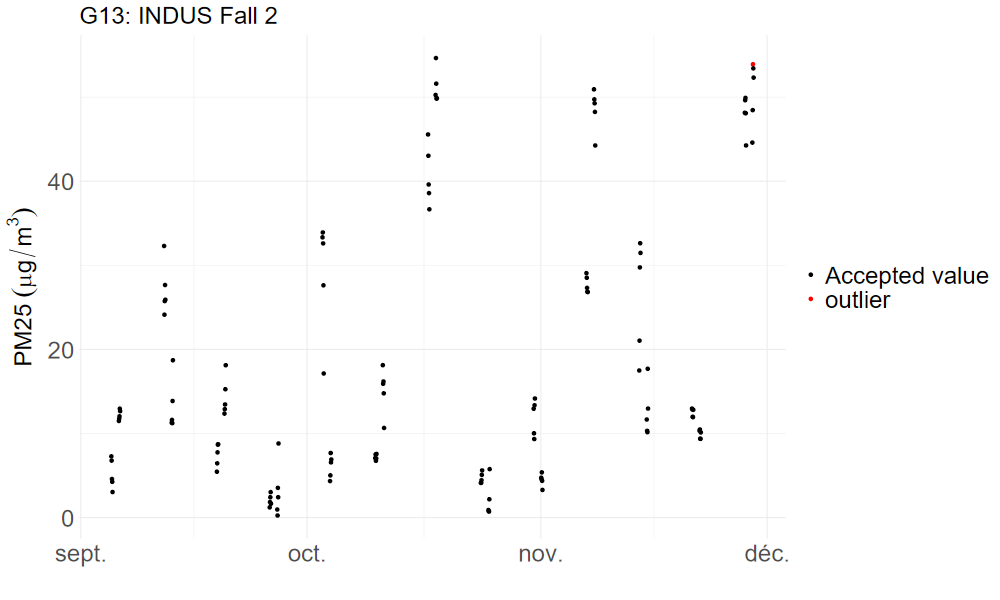 G13: INDUS Fall 2
PM25 (μg/m³)
40
20
0
sept.
oct.
nov.
déc.
Accepted value
outlier